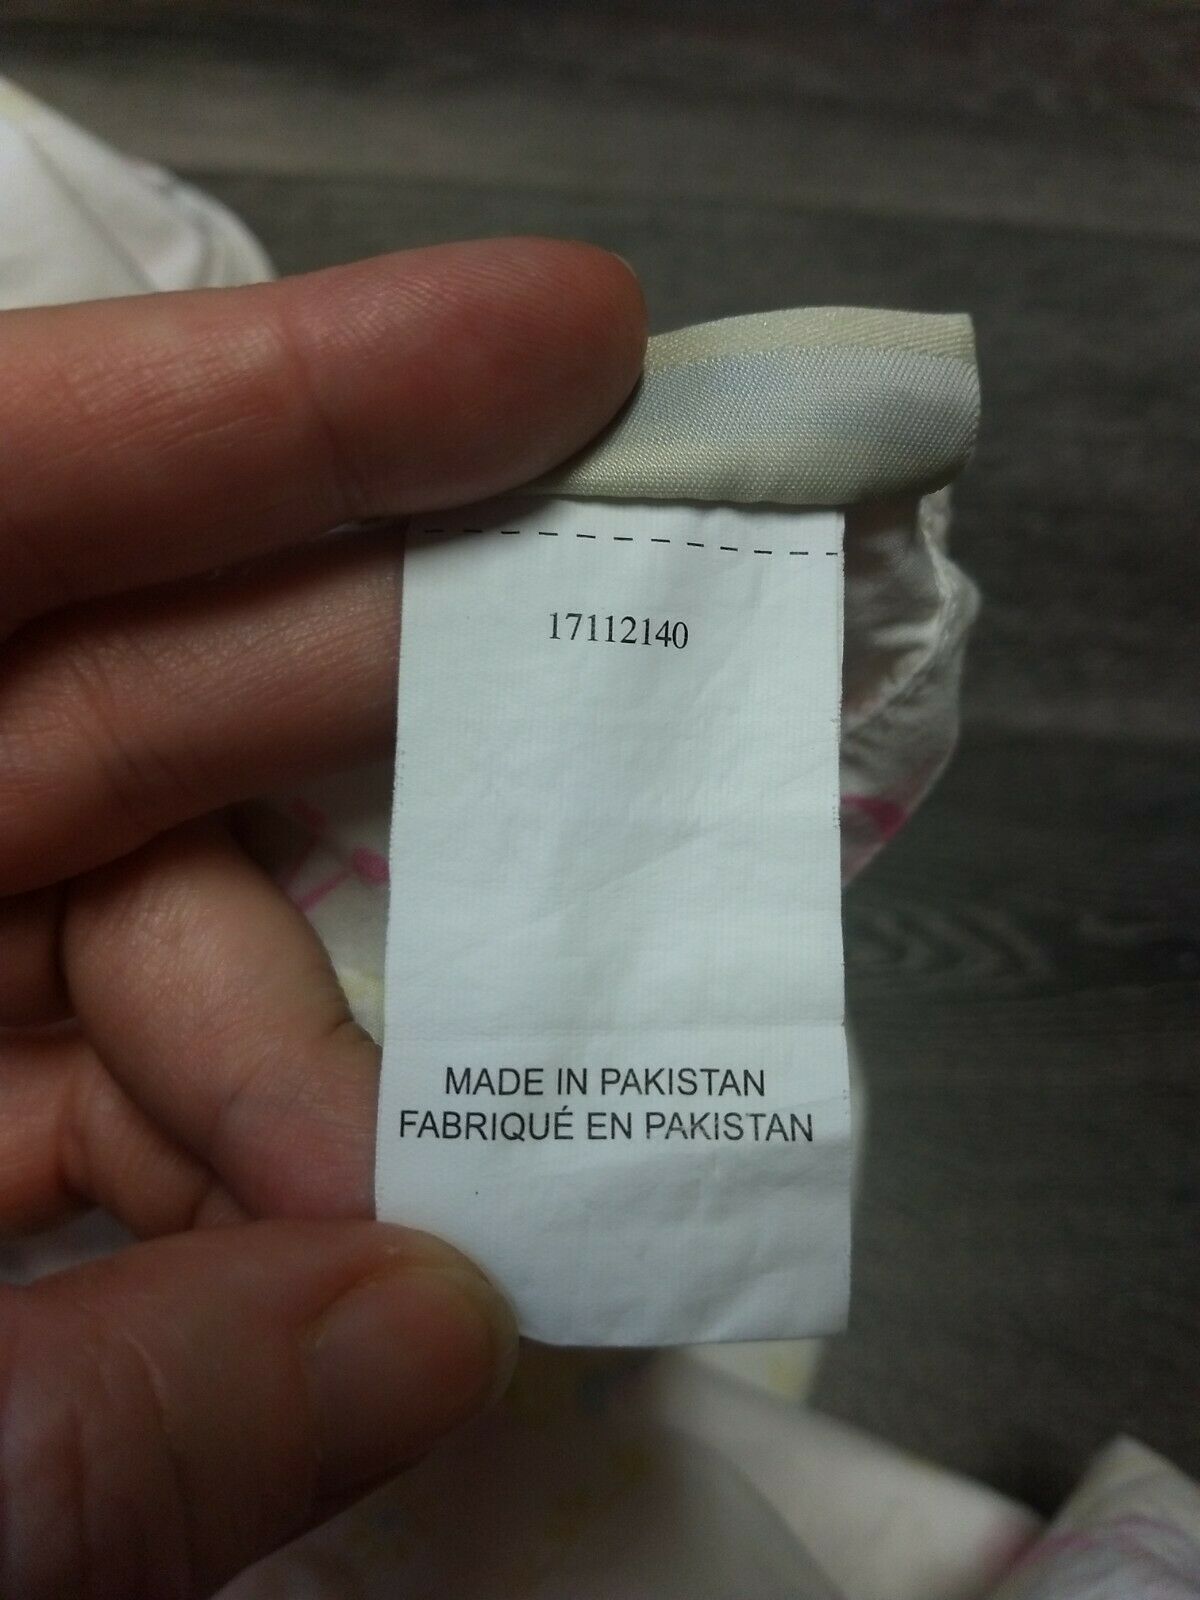 17112140
MADE IN PAKISTAN
FABRIQUÉ EN PAKISTAN